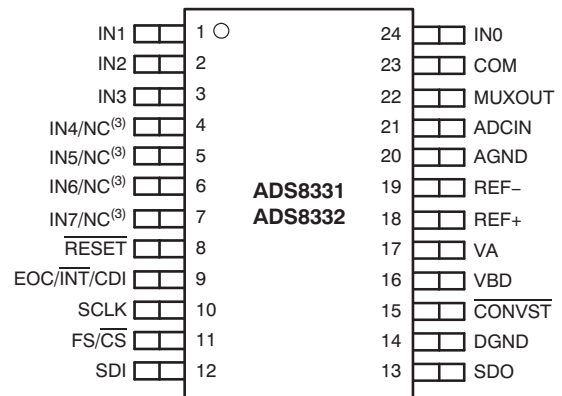 IN1 1 24 IN0
IN2 2 23 COM
IN3 3 22 MUXOUT
IN4/NC(3) 4 21 ADCIN
IN5/NC(3) 5 20 AGND
IN6/NC(3) 6 19 REF−
ADS8331
IN7/NC(3) 7 18 REF+
ADS8332
RESET 8 17 VA
EOC/INT/CDI 9 16 VBD
SCLK 10 15 CONVST
FS/CS 11 14 DGND
SDI 12 13 SDO